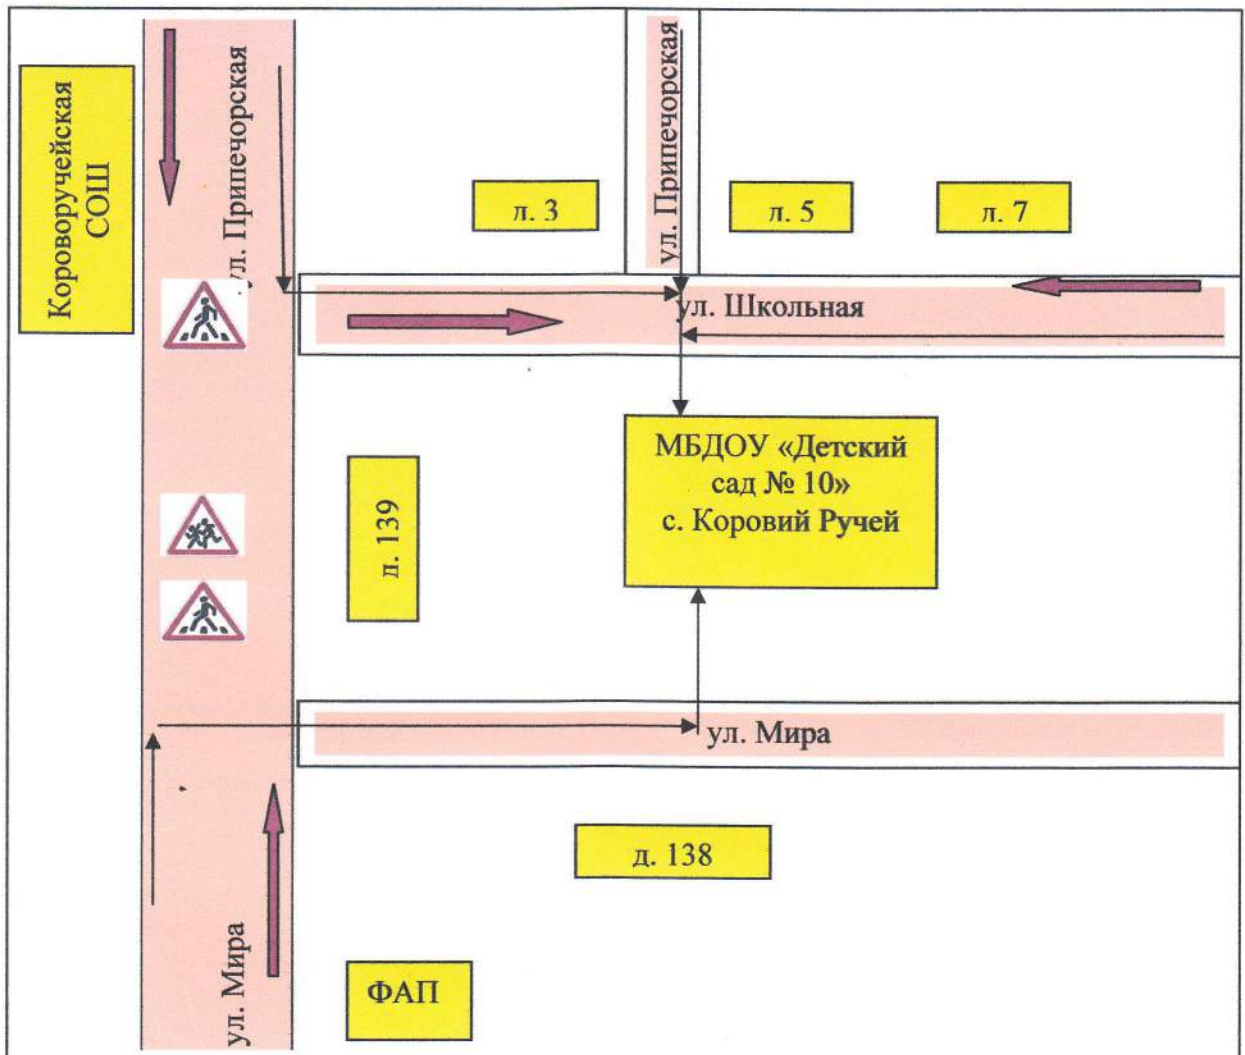 Короворучейская
СОШ
ул. Припечорская
ул. Припечорская
д. 3
д. 5
д. 7
ул. Школьная
МБДОУ «Детский
сад № 10»
с. Коровий Ручей
д. 139
ул. Мира
д. 138
ул. Мира
ФАП